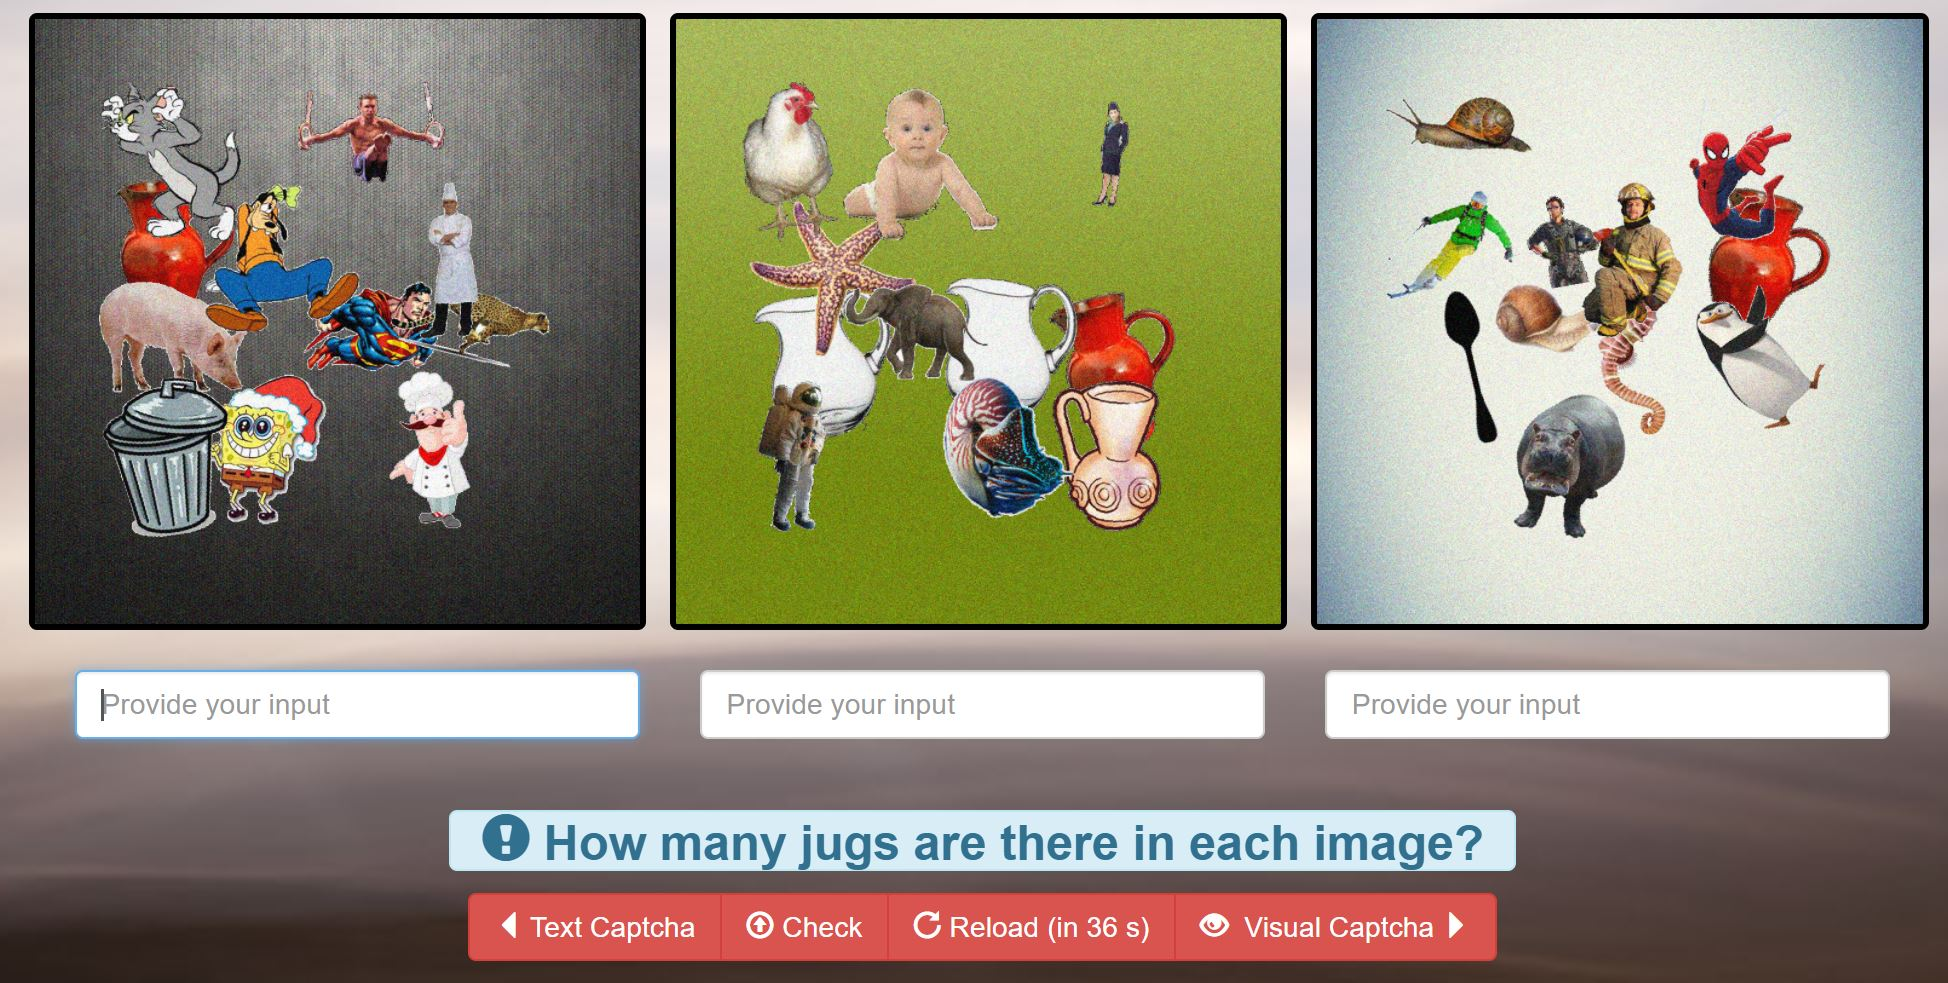 Provide your input
Provide your input
Provide your input
How many jugs are there in each image?
Text Captcha
Check
Reload (in 36 s)
Visual Captcha